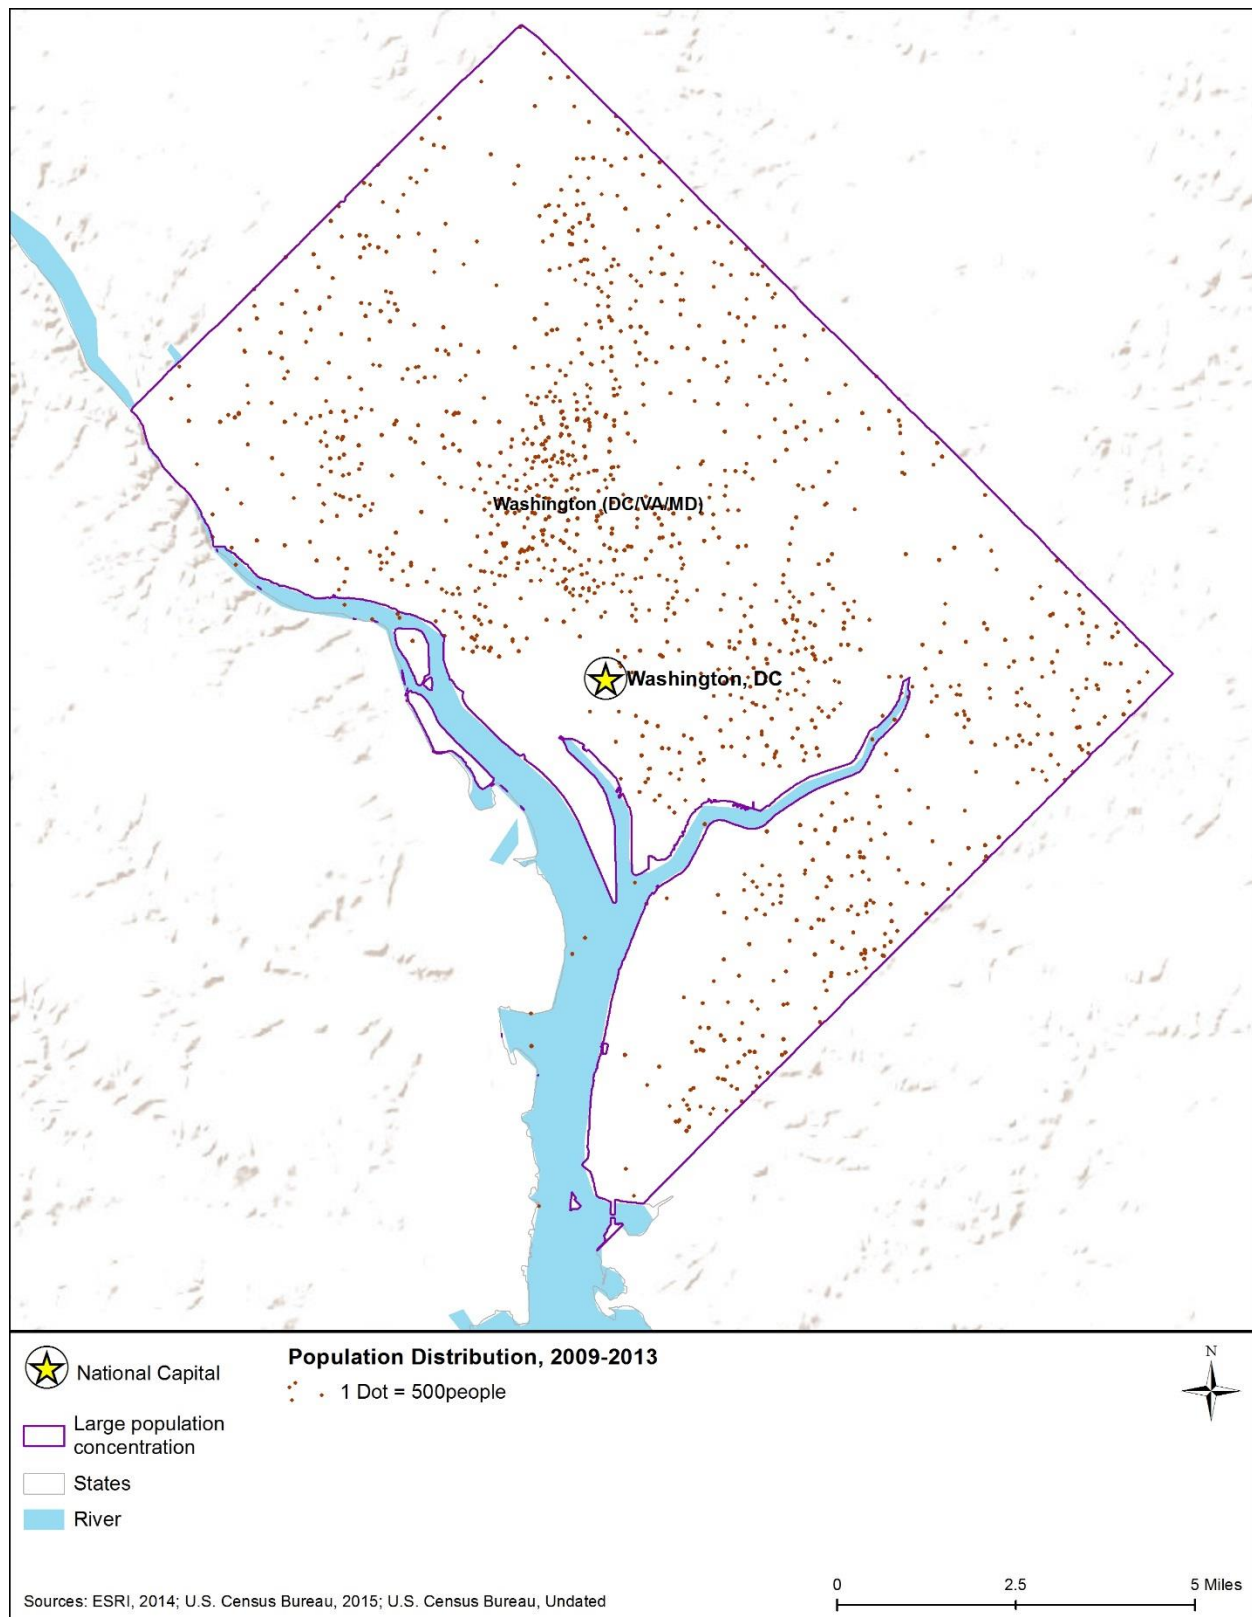 Washington (DC/VA/MD)
Washington, DC
National Capital
Large population
concentration
States
River
Population Distribution, 2009-2013
1 Dot = 500people
N
0 2.5 5 Miles
Sources: ESRI, 2014; U.S. Census Bureau, 2015; U.S. Census Bureau, Undated